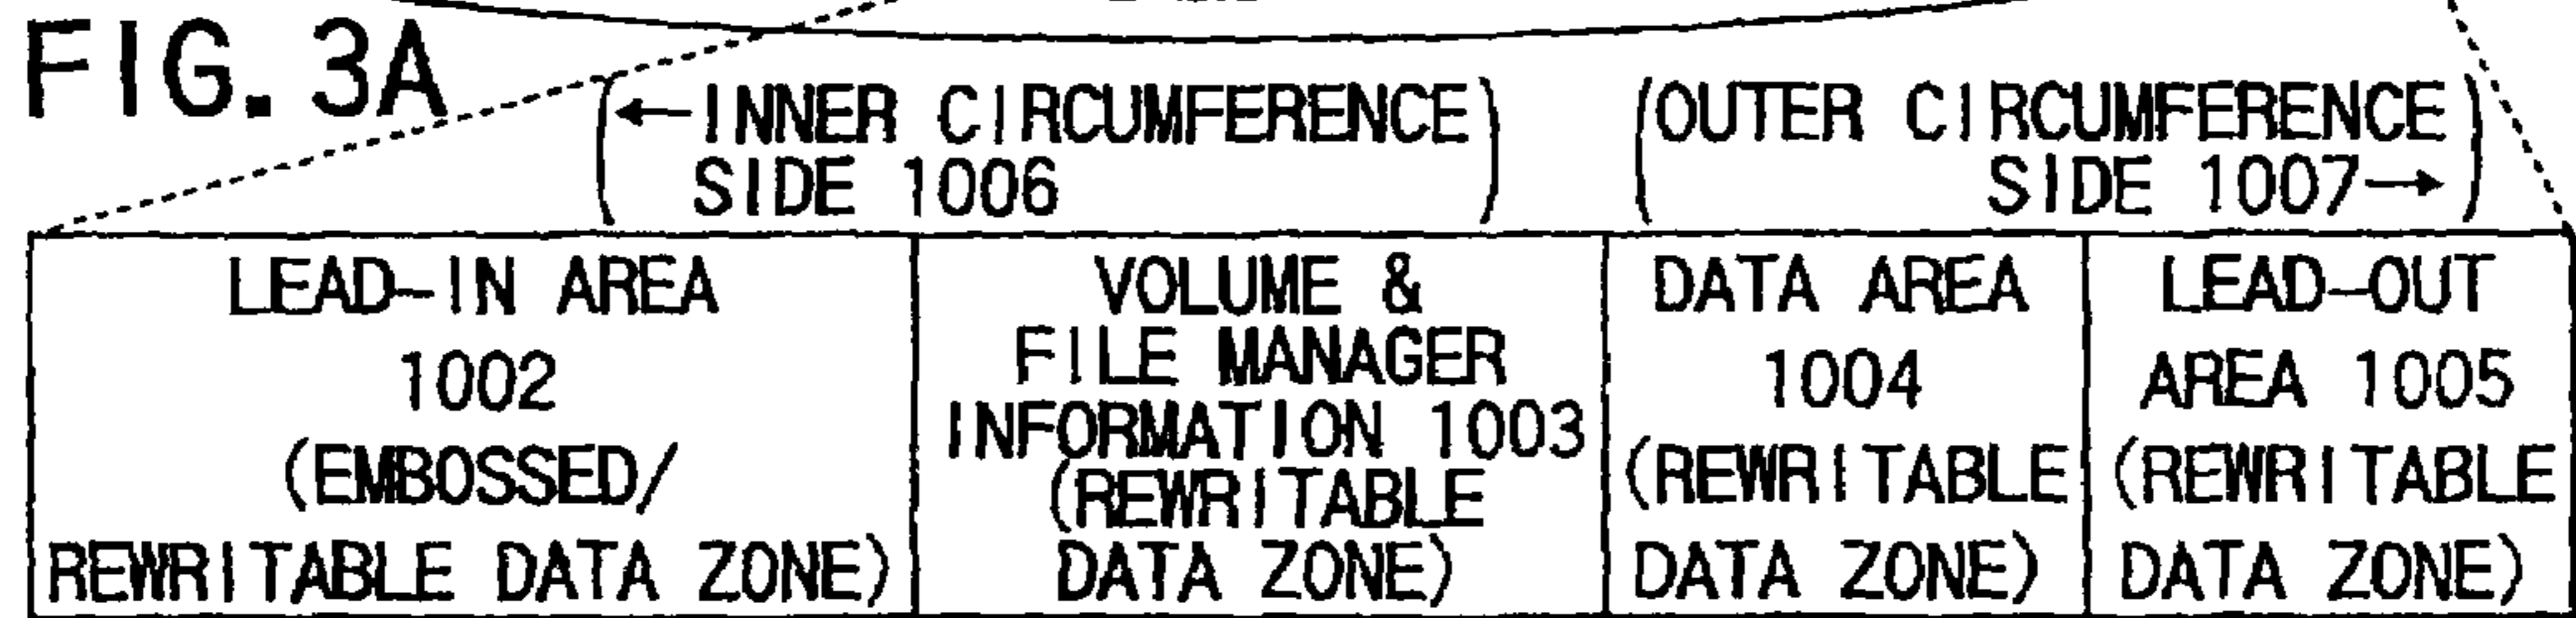 FIG. 3A
(←INNER CIRCUMFERENCE
SIDE 1006)
(OUTER CIRCUMFERENCE
SIDE 1007→)
LEAD-IN AREA
1002
(EMBOSSED/
REWRITABLE DATA ZONE)
VOLUME &
FILE MANAGER
INFORMATION 1003
(REWRITABLE
DATA ZONE)
DATA AREA
1004
(REWRITABLE
DATA ZONE)
LEAD-OUT
AREA 1005
(REWRITABLE
DATA ZONE)